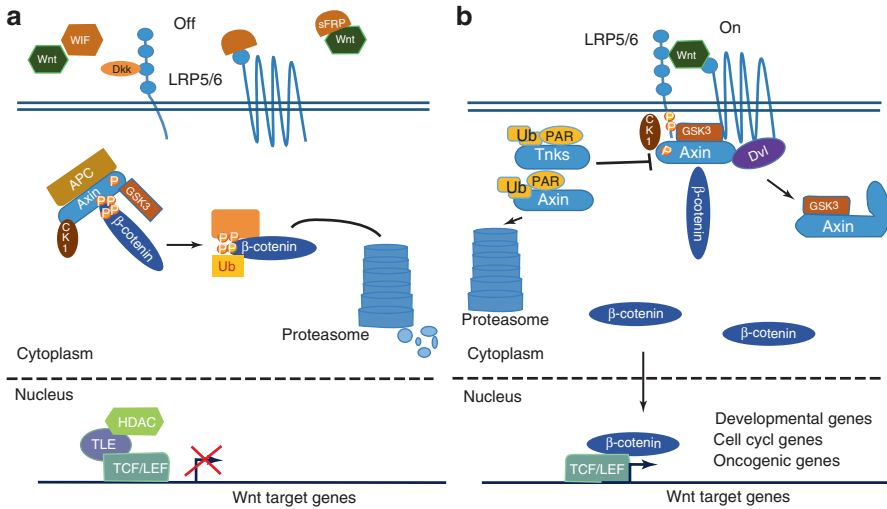 a
Off
WIF
Wnt
Dkk
LRP5/6
sFRP
Wnt
APC
Axin
P
GSK3
P P
P P
CK1
β-cotenin
P P
P P
β-cotenin
Ub
Proteasome
Cytoplasm
Nucleus
HDAC
TLE
TCF/LEF
Wnt target genes
b
On
LRP5/6
Wnt
CK1
P
P
GSK3
P
Axin
Dvl
Ub PAR
Tnks
Ub PAR
Axin
β-cotenin
GSK3
Axin
Proteasome
β-cotenin
β-cotenin
Cytoplasm
Nucleus
β-cotenin
TCF/LEF
Developmental genes
Cell cycl genes
Oncogenic genes
Wnt target genes